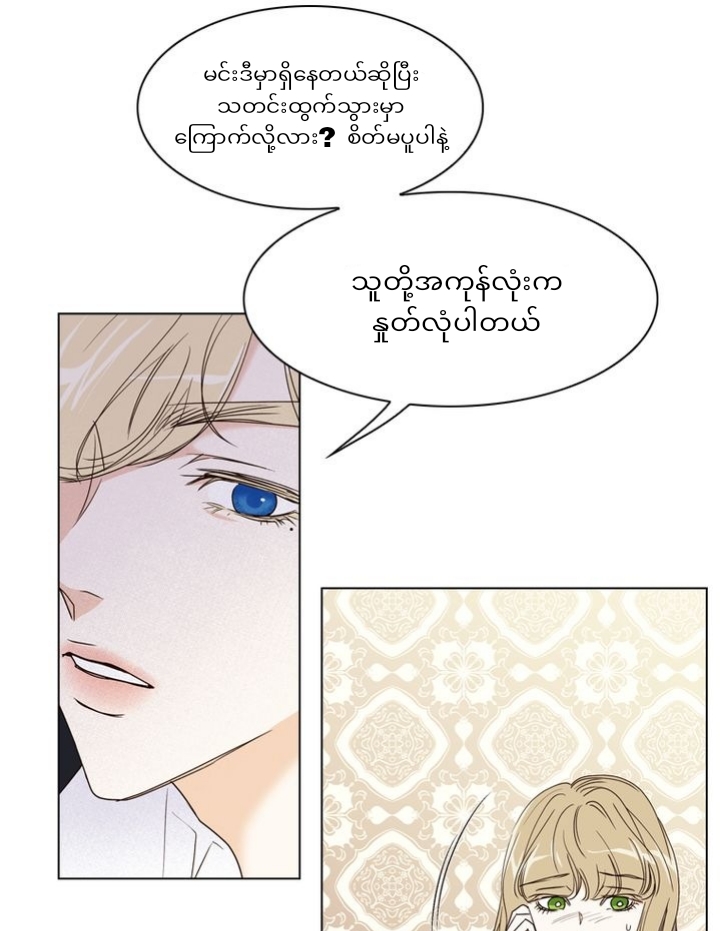 မင်းဒီမှာရှိနေတယ်ဆိုပြီး
သတင်းထွက်သွားမှာ
ကြောက်လို့လား? စိတ်မပူပါနဲ့
သူတို့အကုန်လုံးက
နှုတ်လုံပါတယ်